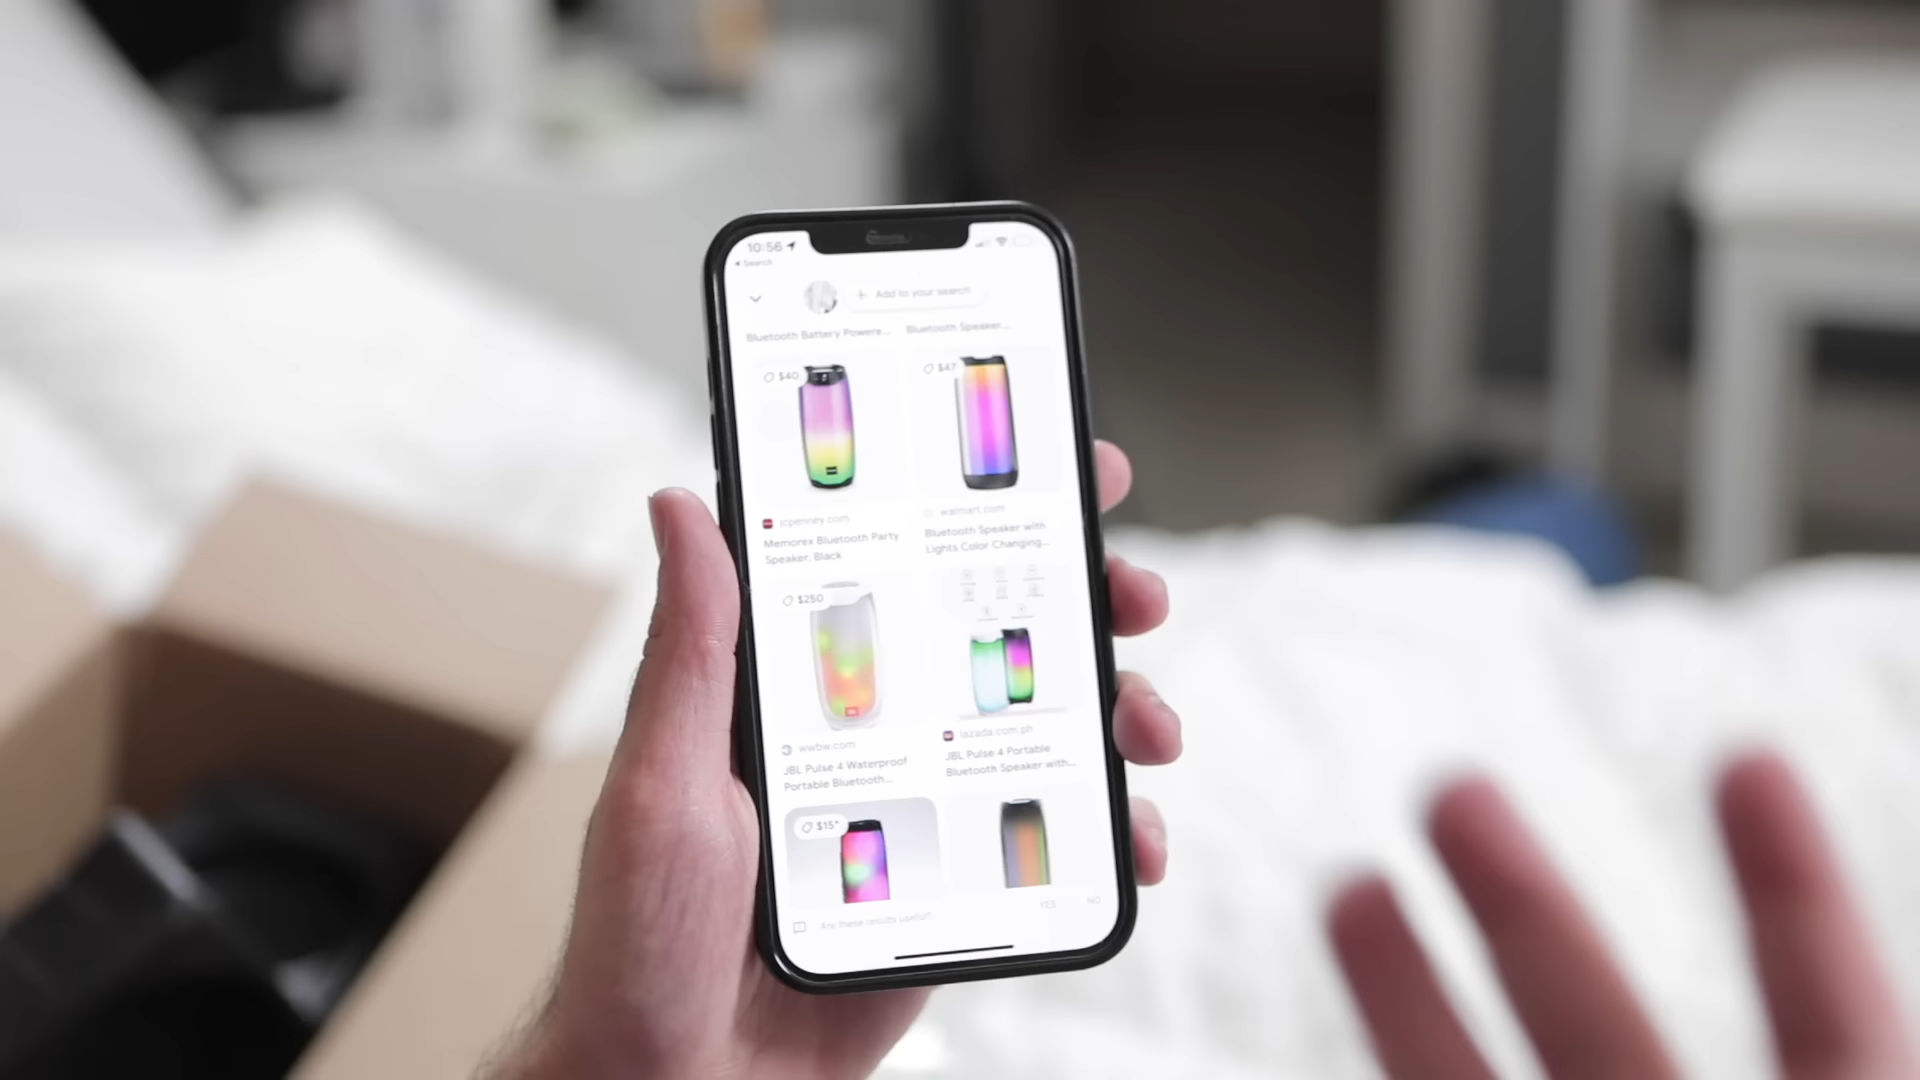 10:56
Search
Add to your search
Bluetooth Battery Powere...
Bluetooth Speaker...
$40
$47
jcpenney.com
Memorex Bluetooth Party
Speaker, Black
walmart.com
Bluetooth Speaker with
Lights Color Changing...
$250
wwbw.com
JBL Pulse 4 Waterproof
Portable Bluetooth...
lazada.com.ph
JBL Pulse 4 Portable
Bluetooth Speaker with...
$15*
Are these results useful?
YES
NO